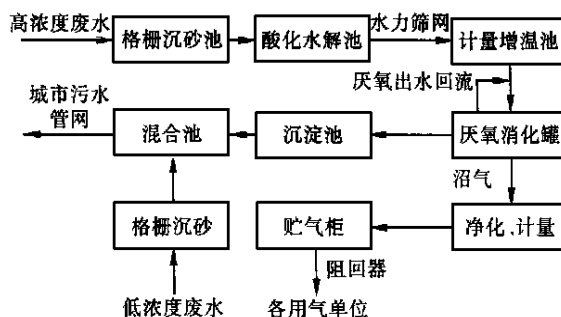 高浓度废水
格栅沉砂池
酸化水解池
水力筛网
计量增温池
厌氧出水回流
城市污水
管网
混合池
沉淀池
厌氧消化罐
沼气
格栅沉砂
贮气柜
净化、计量
阻回器
低浓度废水
各用气单位